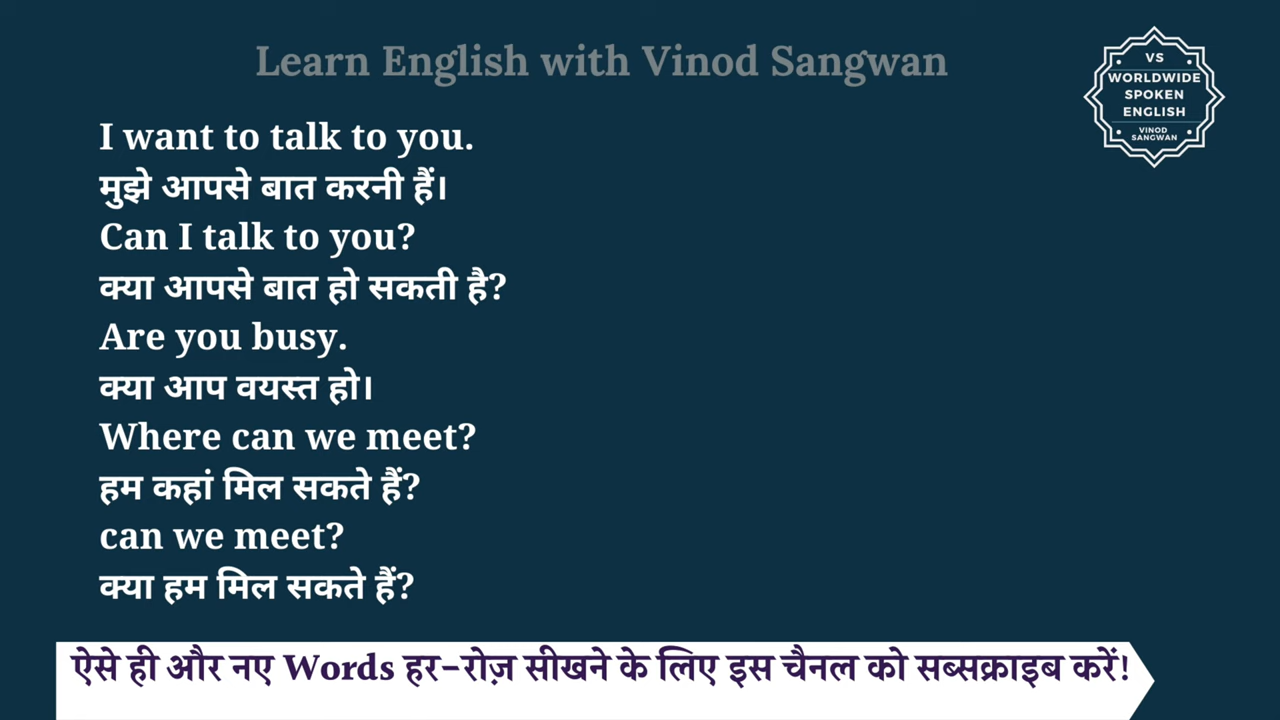 Learn English with Vinod Sangwan
VS
WORLDWIDE
SPOKEN
ENGLISH
VINOD
SANGWAN
I want to talk to you.
मुझे आपसे बात करनी हैं।
Can I talk to you?
क्या आपसे बात हो सकती है?
Are you busy.
क्या आप वयस्त हो।
Where can we meet?
हम कहां मिल सकते हैं?
can we meet?
क्या हम मिल सकते हैं?
ऐसे ही और नए Words हर-रोज़ सीखने के लिए इस चैनल को सब्सक्राइब करें!